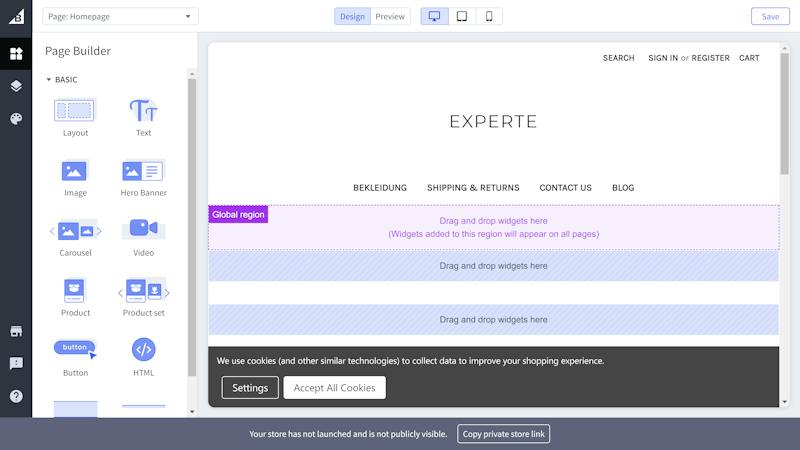 Page: Homepage
Design
Preview
Save
Page Builder
BASIC
Layout
Text
Image
Hero Banner
Carousel
Video
Product
Product set
button
Button
HTML
SEARCH
SIGN IN or REGISTER
CART
EXPERTE
BEKLEIDUNG
SHIPPING & RETURNS
CONTACT US
BLOG
Global region
Drag and drop widgets here
(Widgets added to this region will appear on all pages)
Drag and drop widgets here
Drag and drop widgets here
We use cookies (and other similar technologies) to collect data to improve your shopping experience.
Settings
Accept All Cookies
Your store has not launched and is not publicly visible.
Copy private store link